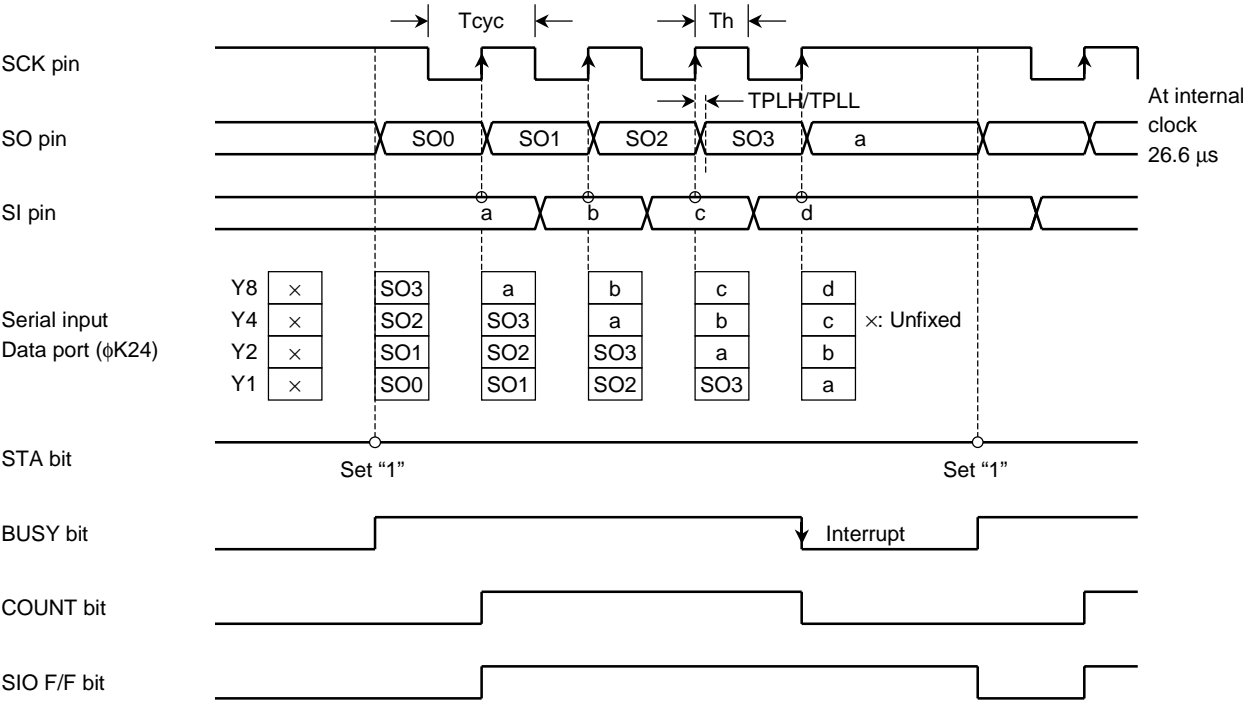 Tcyc Th
SCK pin
TPLH/TPLL
At internal
clock
26.6 μs
SO pin SO0 SO1 SO2 SO3 a
SI pin a b c d
Y8 × SO3 a b c d
Serial input Y4 × SO2 SO3 a b c ×: Unfixed
Data port (ϕK24) Y2 × SO1 SO2 SO3 a b
Y1 × SO0 SO1 SO2 SO3 a
STA bit
Set “1” Set “1”
BUSY bit Interrupt
COUNT bit
SIO F/F bit